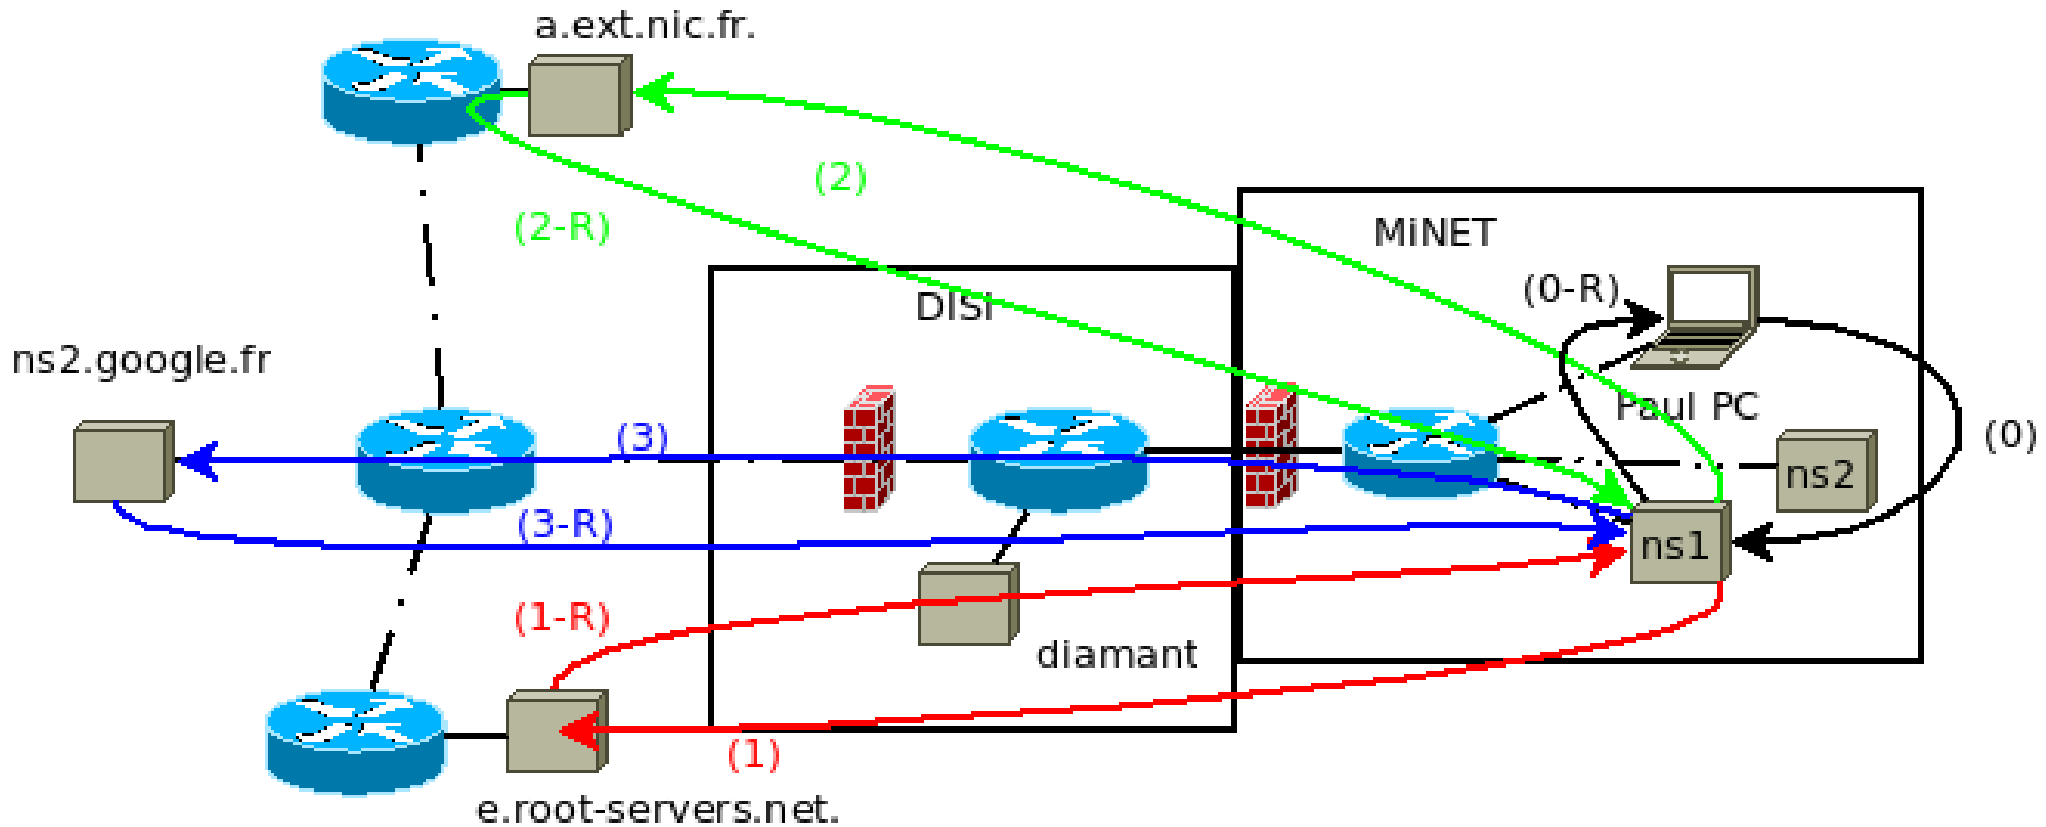 a.ext.nic.fr.
(2)
(2-R)
MiNET
(0-R)
DISI
ns2.google.fr
Paul PC
(0)
(3)
ns2
(3-R)
ns1
(1-R)
diamant
(1)
e.root-servers.net.